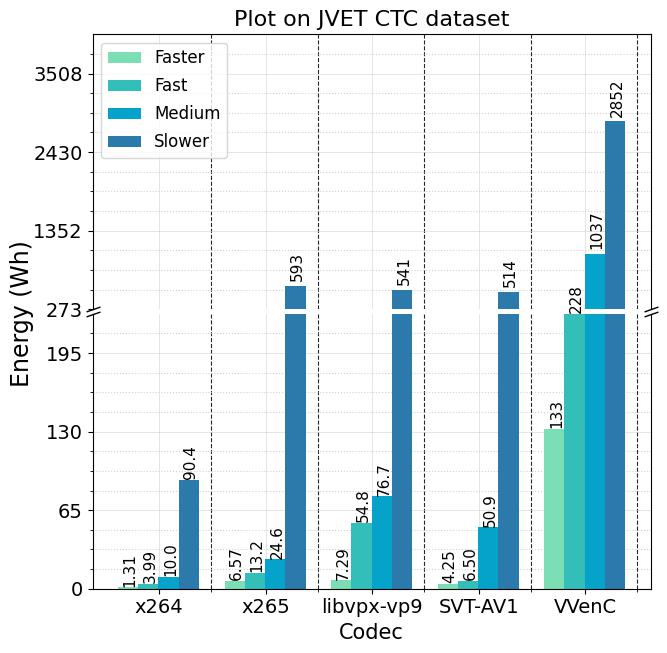 Plot on JVET CTC dataset
Faster
Fast
Medium
Slower
3508
2430
1352
273
195
130
65
0
Energy (Wh)
1.31
3.99
10.0
90.4
6.57
13.2
24.6
593
7.29
54.8
76.7
541
4.25
6.50
50.9
514
133
228
1037
2852
x264
x265
libvpx-vp9
SVT-AV1
VVenC
Codec